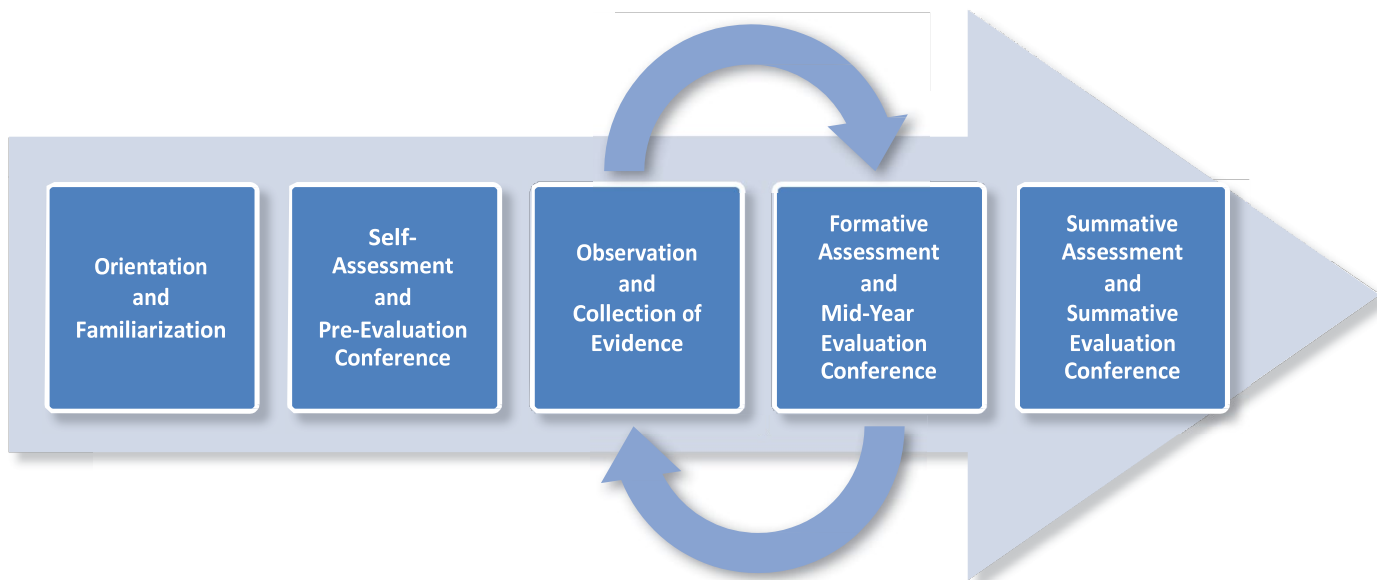 Orientation
and
Familiarization
Self-
Assessment
and
Pre-Evaluation
Conference
Observation
and
Collection of
Evidence
Formative
Assessment
and
Mid-Year
Evaluation
Conference
Summative
Assessment
and
Summative
Evaluation
Conference